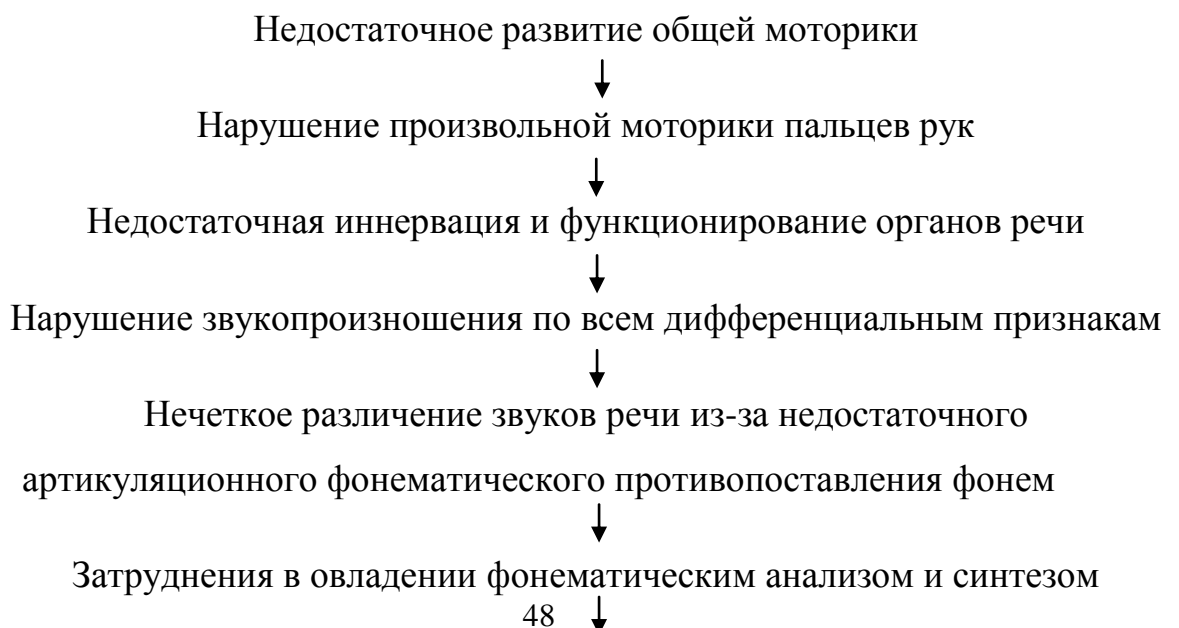 Недостаточное развитие общей моторики
Нарушение произвольной моторики пальцев рук
Недостаточная иннервация и функционирование органов речи
Нарушение звукопроизношения по всем дифференциальным признакам
Нечеткое различение звуков речи из-за недостаточного
артикуляционного фонематического противопоставления фонем
Затруднения в овладении фонематическим анализом и синтезом
48